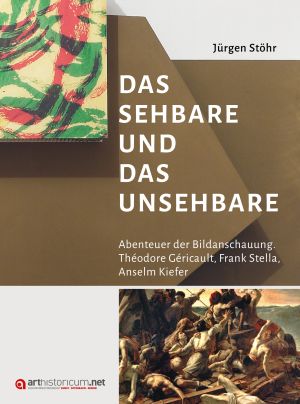 Jürgen Stöhr
DAS
SEHBARE
UND
DAS
UNSEHBARE
Abenteuer der Bildanschauung.
Théodore Géricault, Frank Stella,
Anselm Kiefer
arthistoricum.net